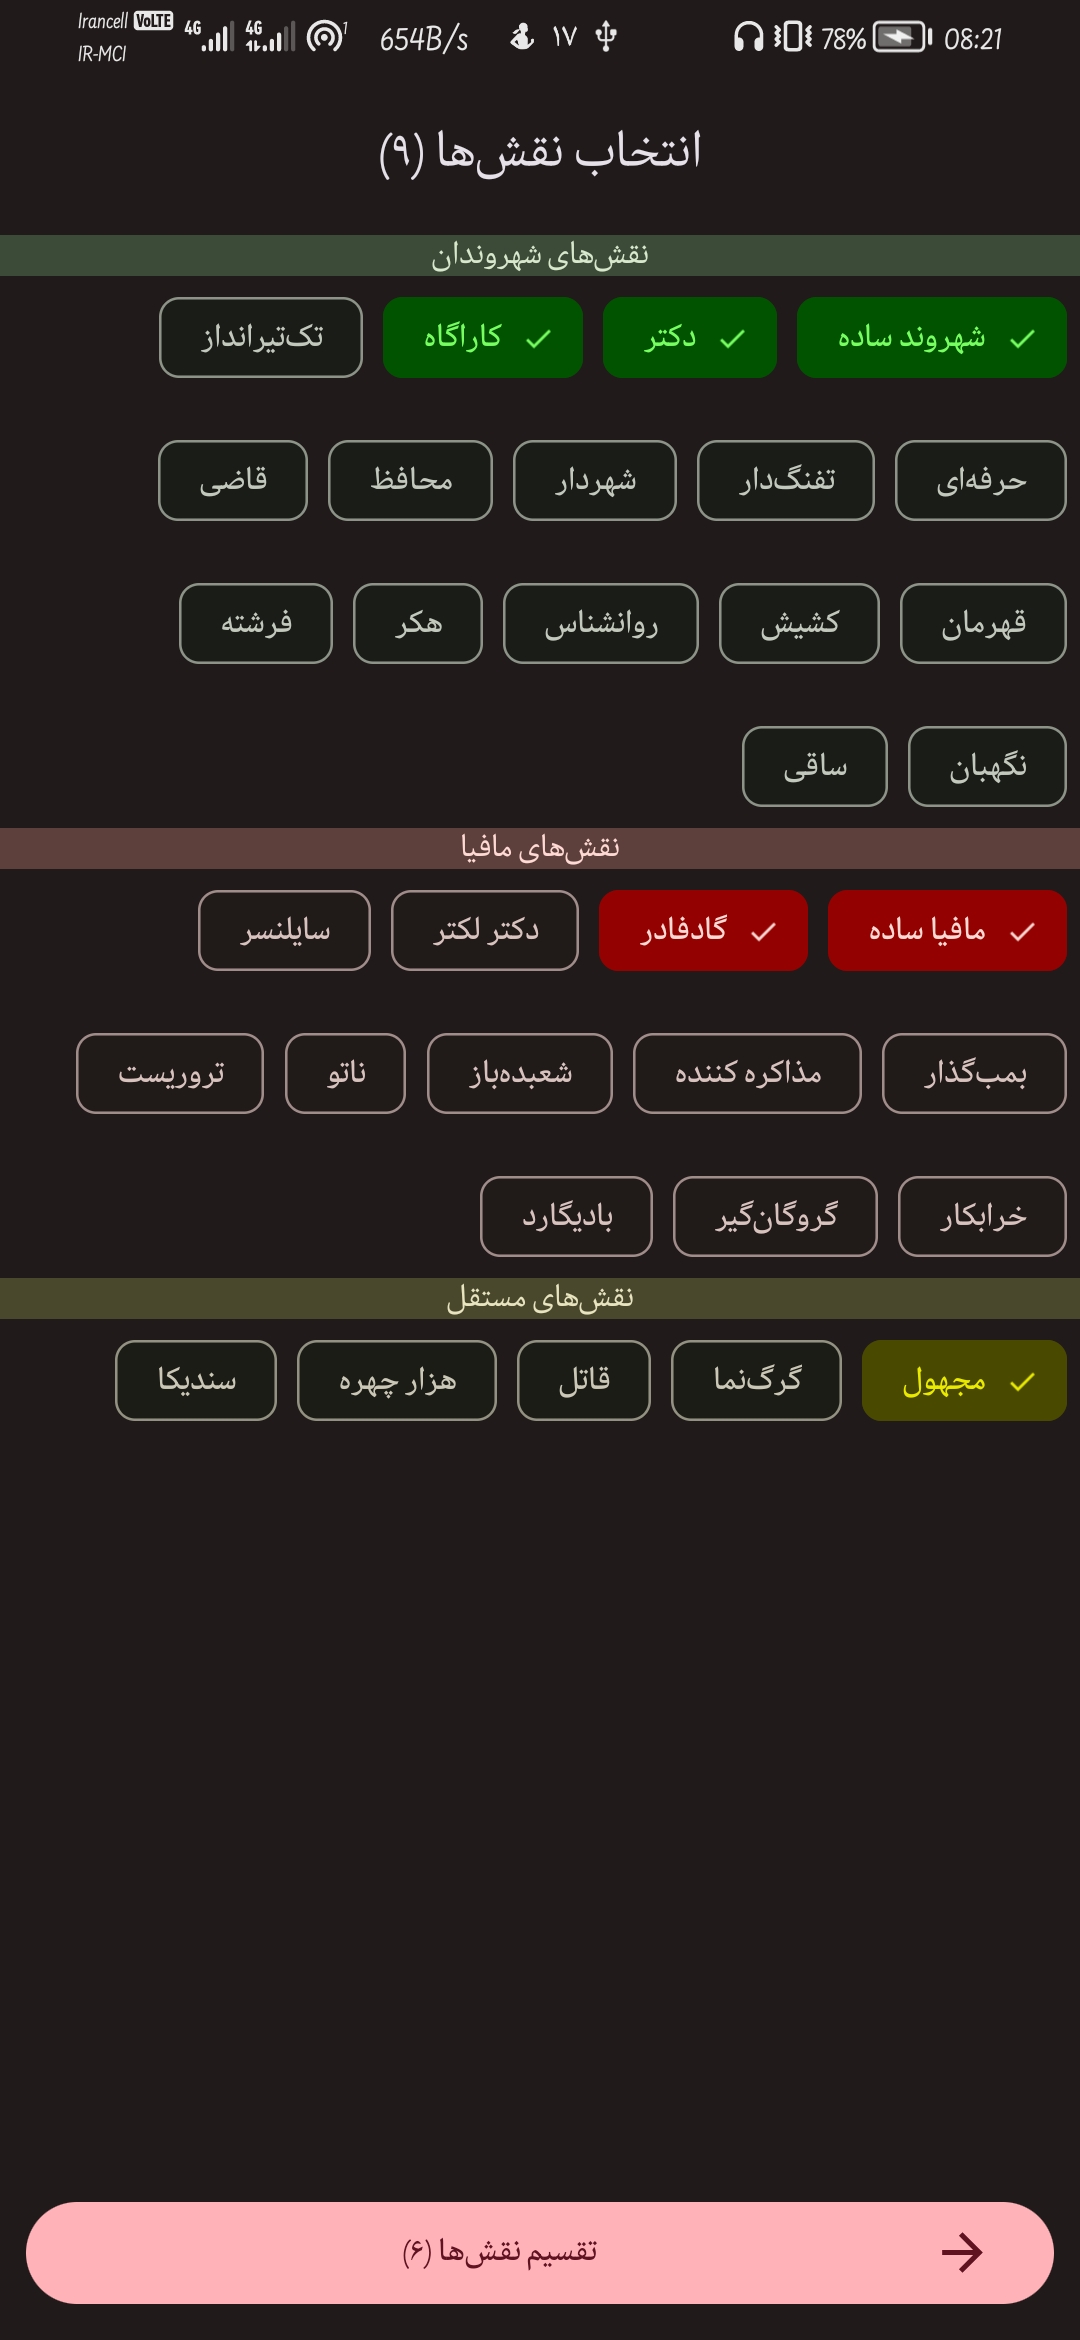 Irancell VoLTE 4G 4G 1 654B/s ۱۷ 78% 08:21
IR-MCI
انتخاب نقش‌ها (۹)
نقش‌های شهروندان
شهروند ساده دکتر کاراگاه تک‌تیرانداز
حرفه‌ای تفنگ‌دار شهردار محافظ قاضی
قهرمان کشیش روانشناس هکر فرشته
نگهبان ساقی
نقش‌های مافیا
مافیا ساده گادفادر دکتر لکتر سایلنسر
بمب‌گذار مذاکره کننده شعبده‌باز ناتو تروریست
خرابکار گروگان‌گیر بادیگارد
نقش‌های مستقل
مجهول گرگ‌نما قاتل هزار چهره سندیکا
تقسیم نقش‌ها (۶)